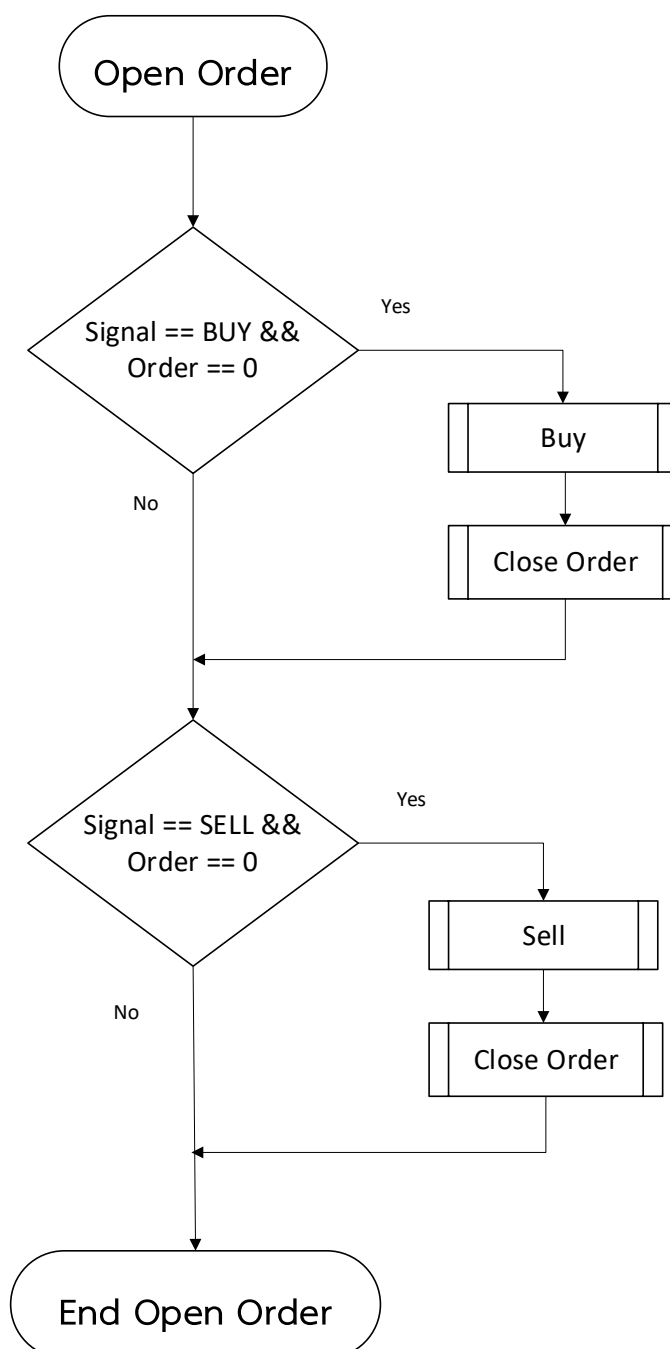 Open Order
Yes
Signal == BUY &&
Order == 0
Buy
No
Close Order
Yes
Signal == SELL &&
Order == 0
Sell
No
Close Order
End Open Order